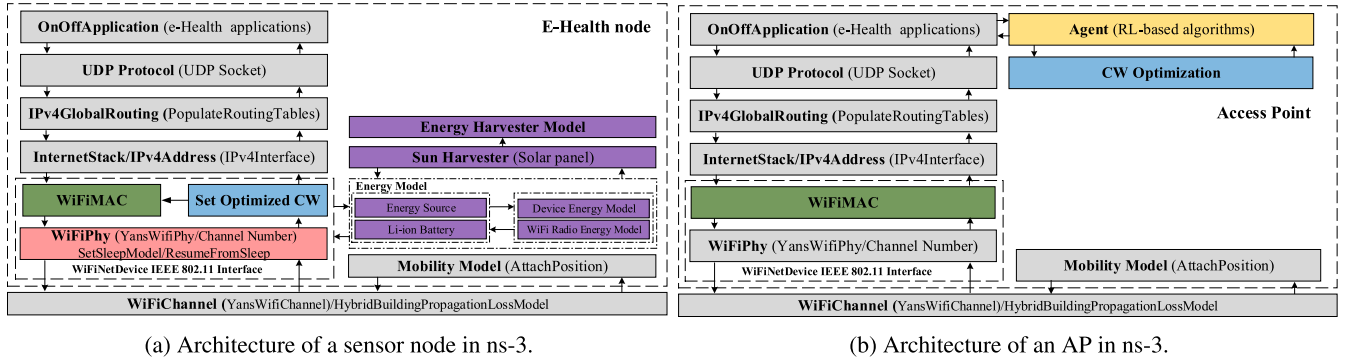 E-Health node
OnOffApplication (e-Health applications)
UDP Protocol (UDP Socket)
IPv4GlobalRouting (PopulateRoutingTables)
InternetStack/IPv4Address (IPv4Interface)
WiFiMAC
Set Optimized CW
WiFiPhy (YansWifiPhy/Channel Number)
SetSleepModel/ResumeFromSleep
WiFiNetDevice IEEE 802.11 Interface
Energy Harvester Model
Sun Harvester (Solar panel)
Energy Model
Energy Source
Device Energy Model
Li-ion Battery
WiFi Radio Energy Model
Mobility Model (AttachPosition)
WiFiChannel (YansWifiChannel)/HybridBuildingPropagationLossModel
(a) Architecture of a sensor node in ns-3.
OnOffApplication (e-Health applications)
Agent (RL-based algorithms)
UDP Protocol (UDP Socket)
CW Optimization
IPv4GlobalRouting (PopulateRoutingTables)
Access Point
InternetStack/IPv4Address (IPv4Interface)
WiFiMAC
WiFiPhy (YansWifiPhy/Channel Number)
WiFiNetDevice IEEE 802.11 Interface
Mobility Model (AttachPosition)
WiFiChannel (YansWifiChannel)/HybridBuildingPropagationLossModel
(b) Architecture of an AP in ns-3.